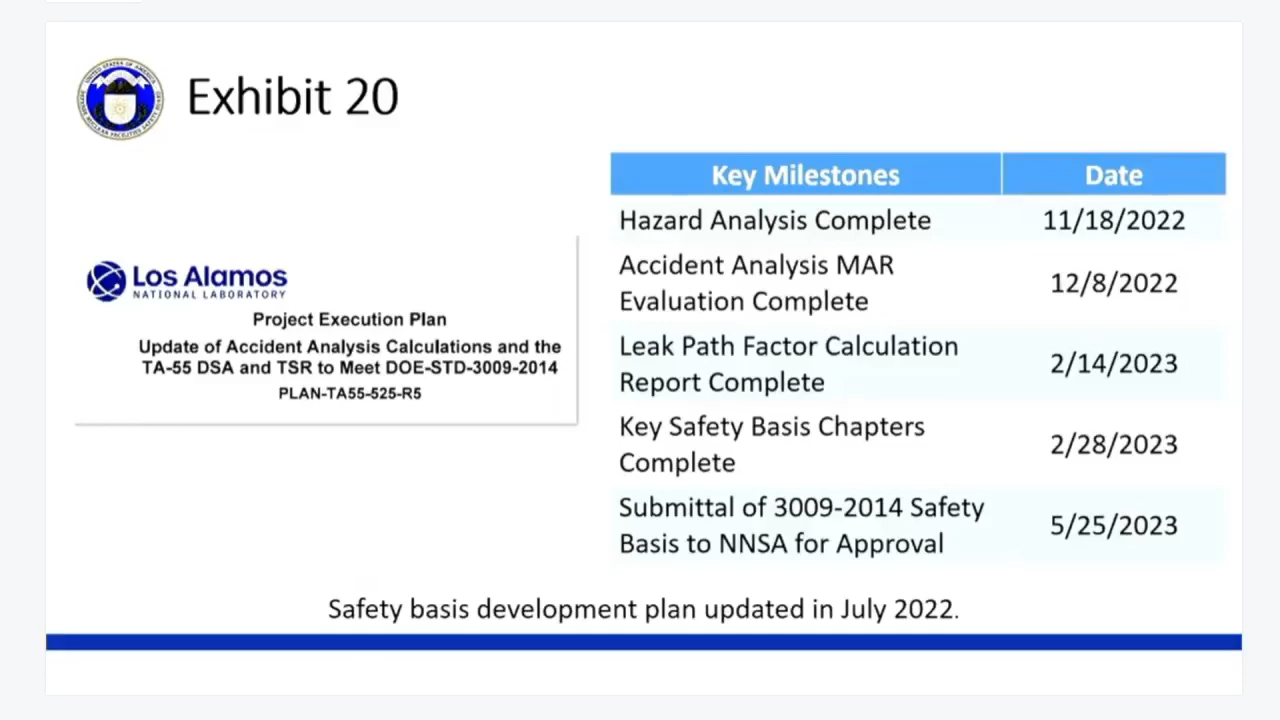 Exhibit 20
Los Alamos
NATIONAL LABORATORY
Project Execution Plan
Update of Accident Analysis Calculations and the
TA-55 DSA and TSR to Meet DOE-STD-3009-2014
PLAN-TA55-525-R5
Key Milestones Date
Hazard Analysis Complete 11/18/2022
Accident Analysis MAR
Evaluation Complete 12/8/2022
Leak Path Factor Calculation
Report Complete 2/14/2023
Key Safety Basis Chapters
Complete 2/28/2023
Submittal of 3009-2014 Safety
Basis to NNSA for Approval 5/25/2023
Safety basis development plan updated in July 2022.